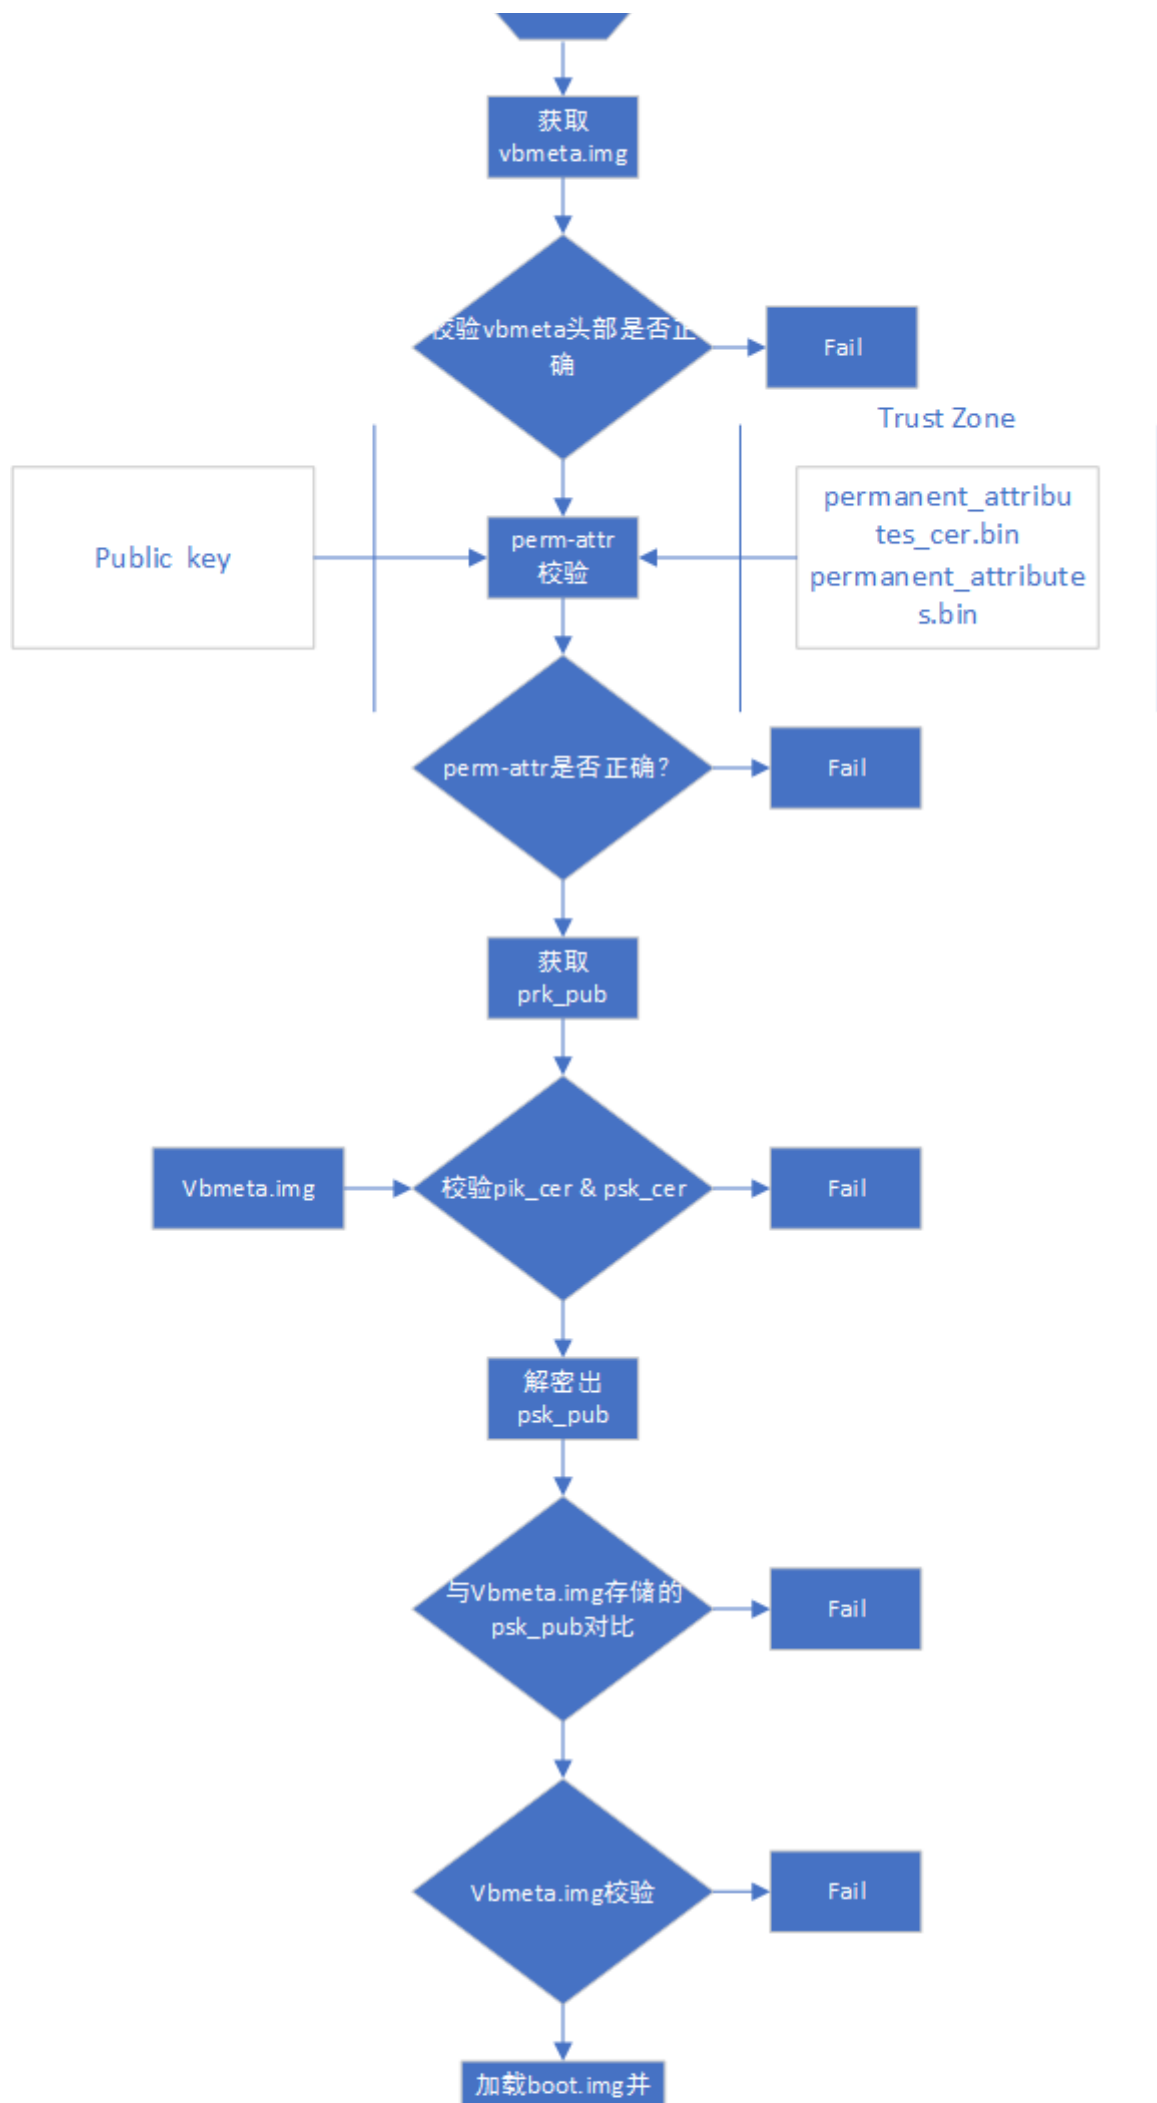 获取
vbmeta.img
校验vbmeta头部是否正
确
Fail
Trust Zone
Public key
perm-attr
校验
permanent_attribu
tes_cer.bin
permanent_attribute
s.bin
perm-attr是否正确?
Fail
获取
prk_pub
Vbmeta.img
校验pik_cer & psk_cer
Fail
解密出
psk_pub
与Vbmeta.img存储的
psk_pub对比
Fail
Vbmeta.img校验
Fail
加载boot.img并